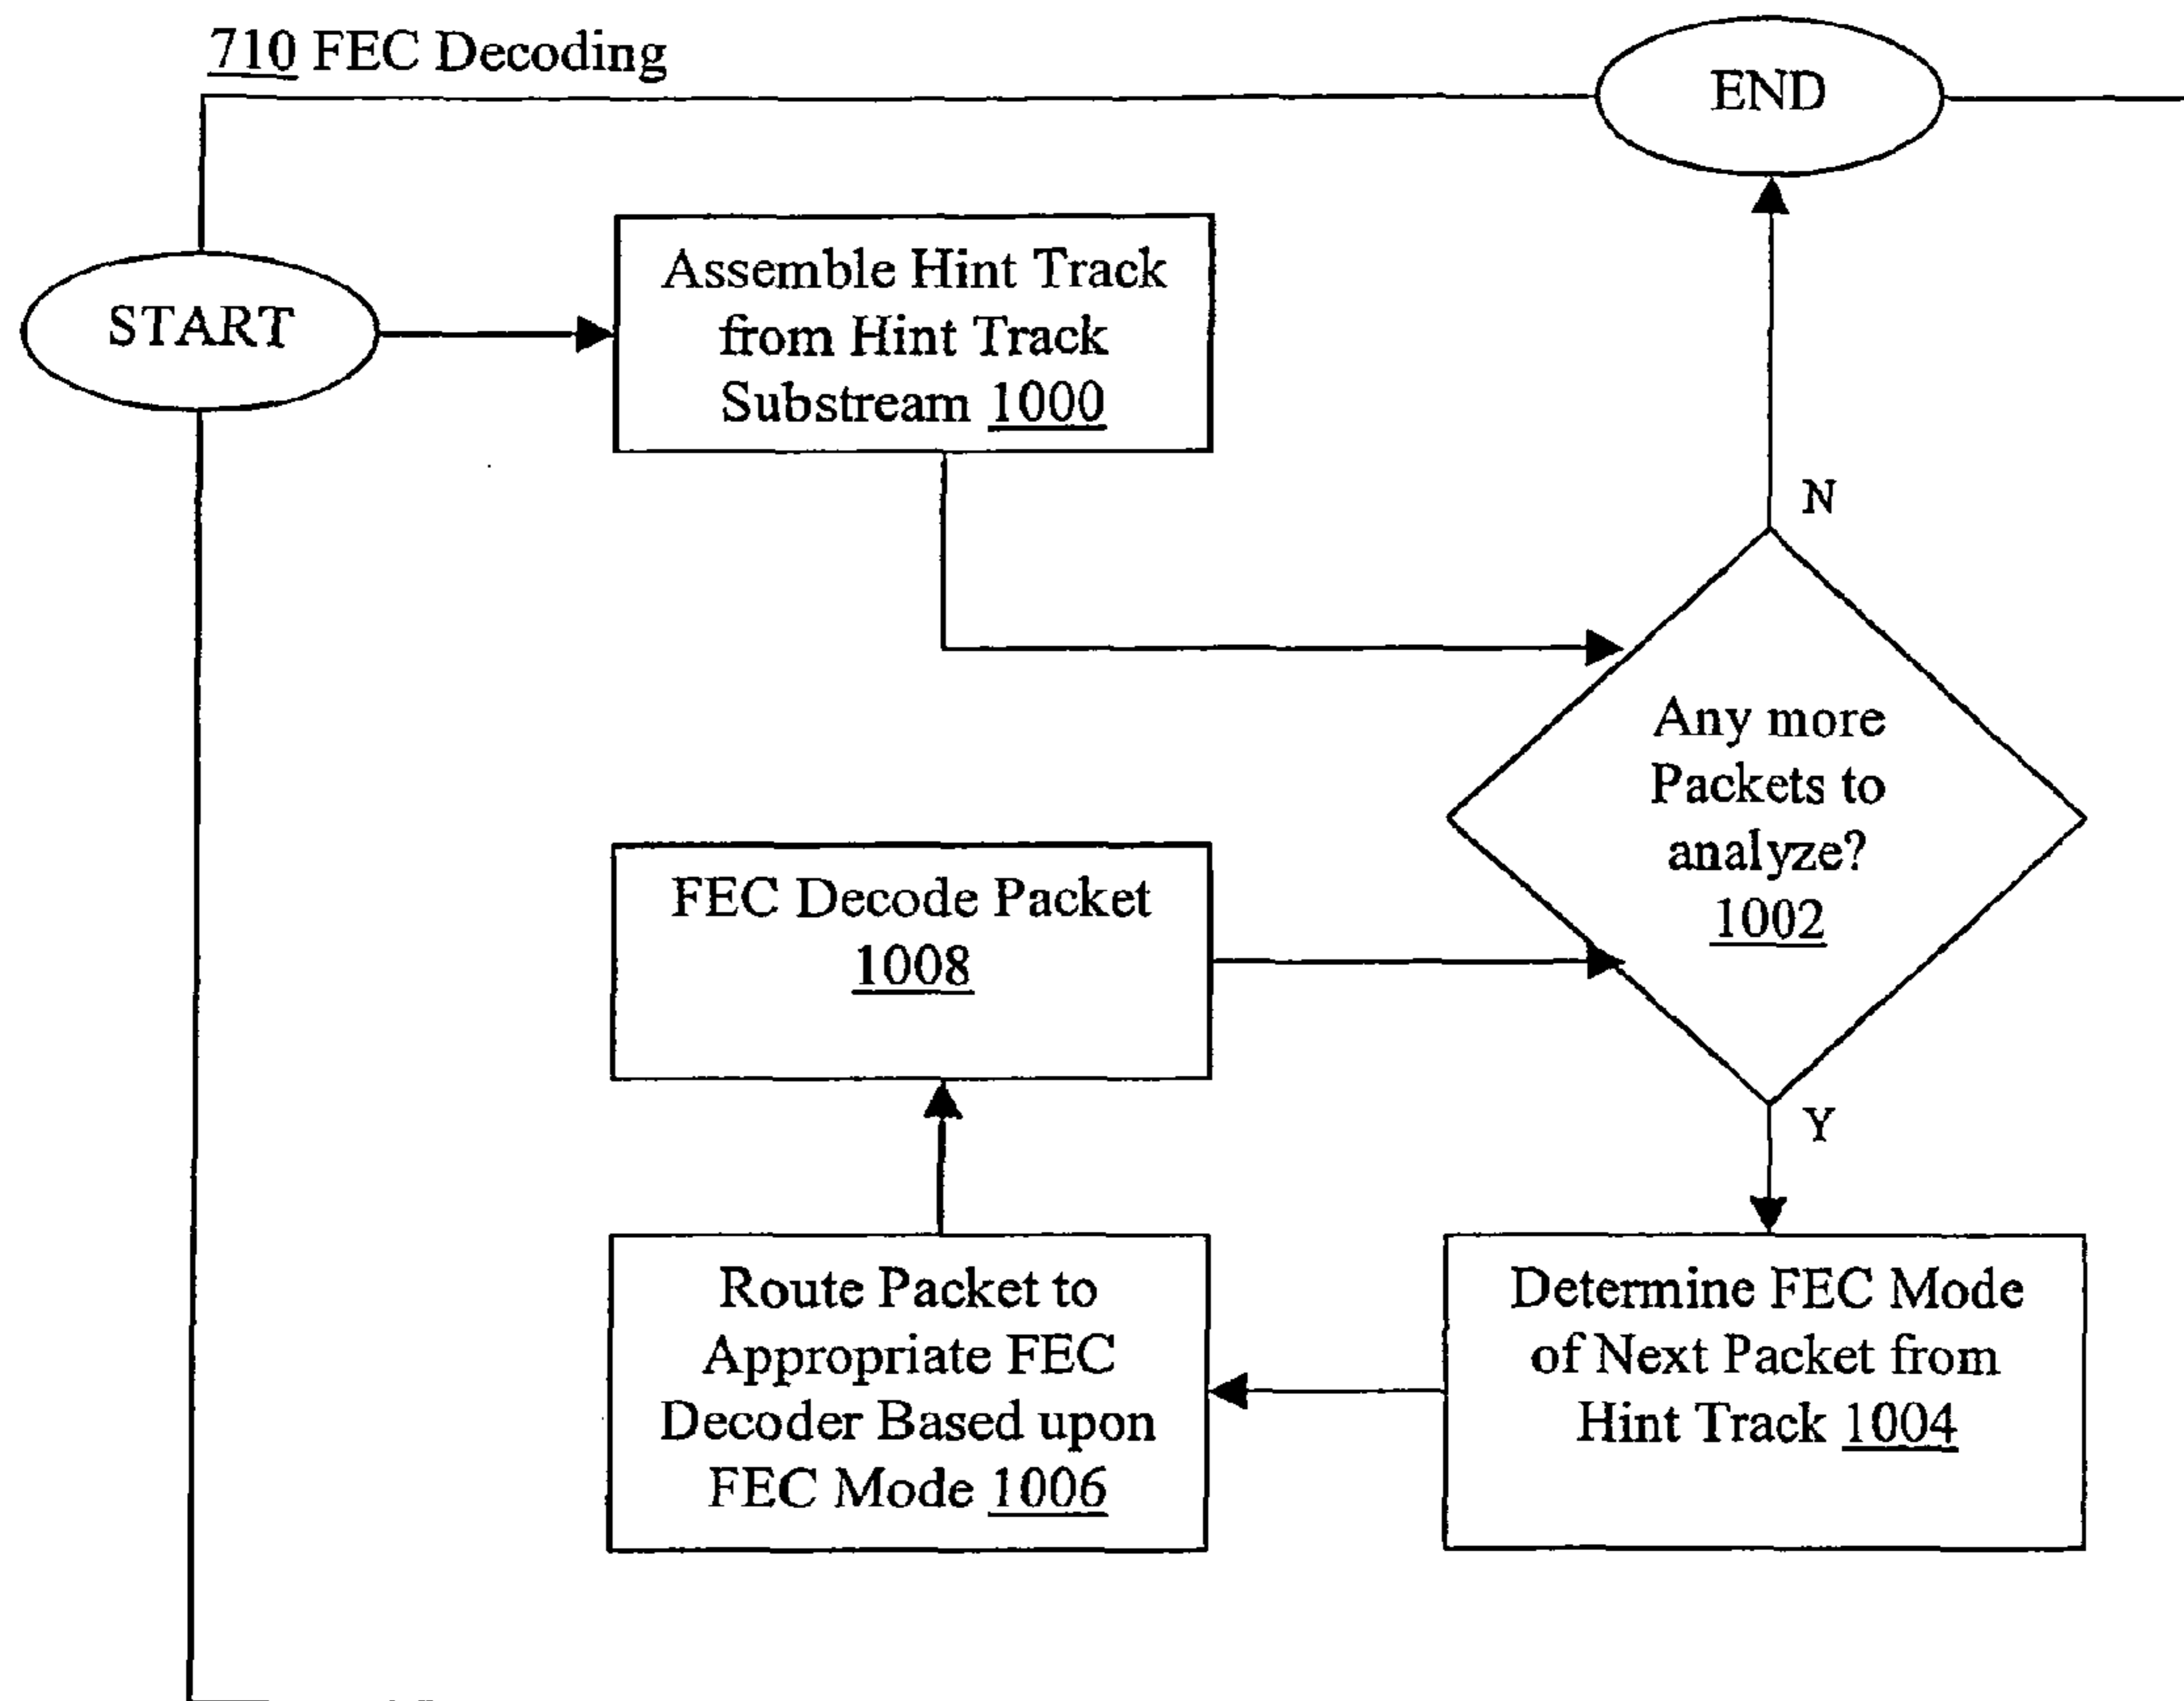 710 FEC Decoding
END
START
Assemble Hint Track
from Hint Track
Substream 1000
N
Any more
Packets to
analyze?
1002
FEC Decode Packet
1008
Y
Route Packet to
Appropriate FEC
Decoder Based upon
FEC Mode 1006
Determine FEC Mode
of Next Packet from
Hint Track 1004